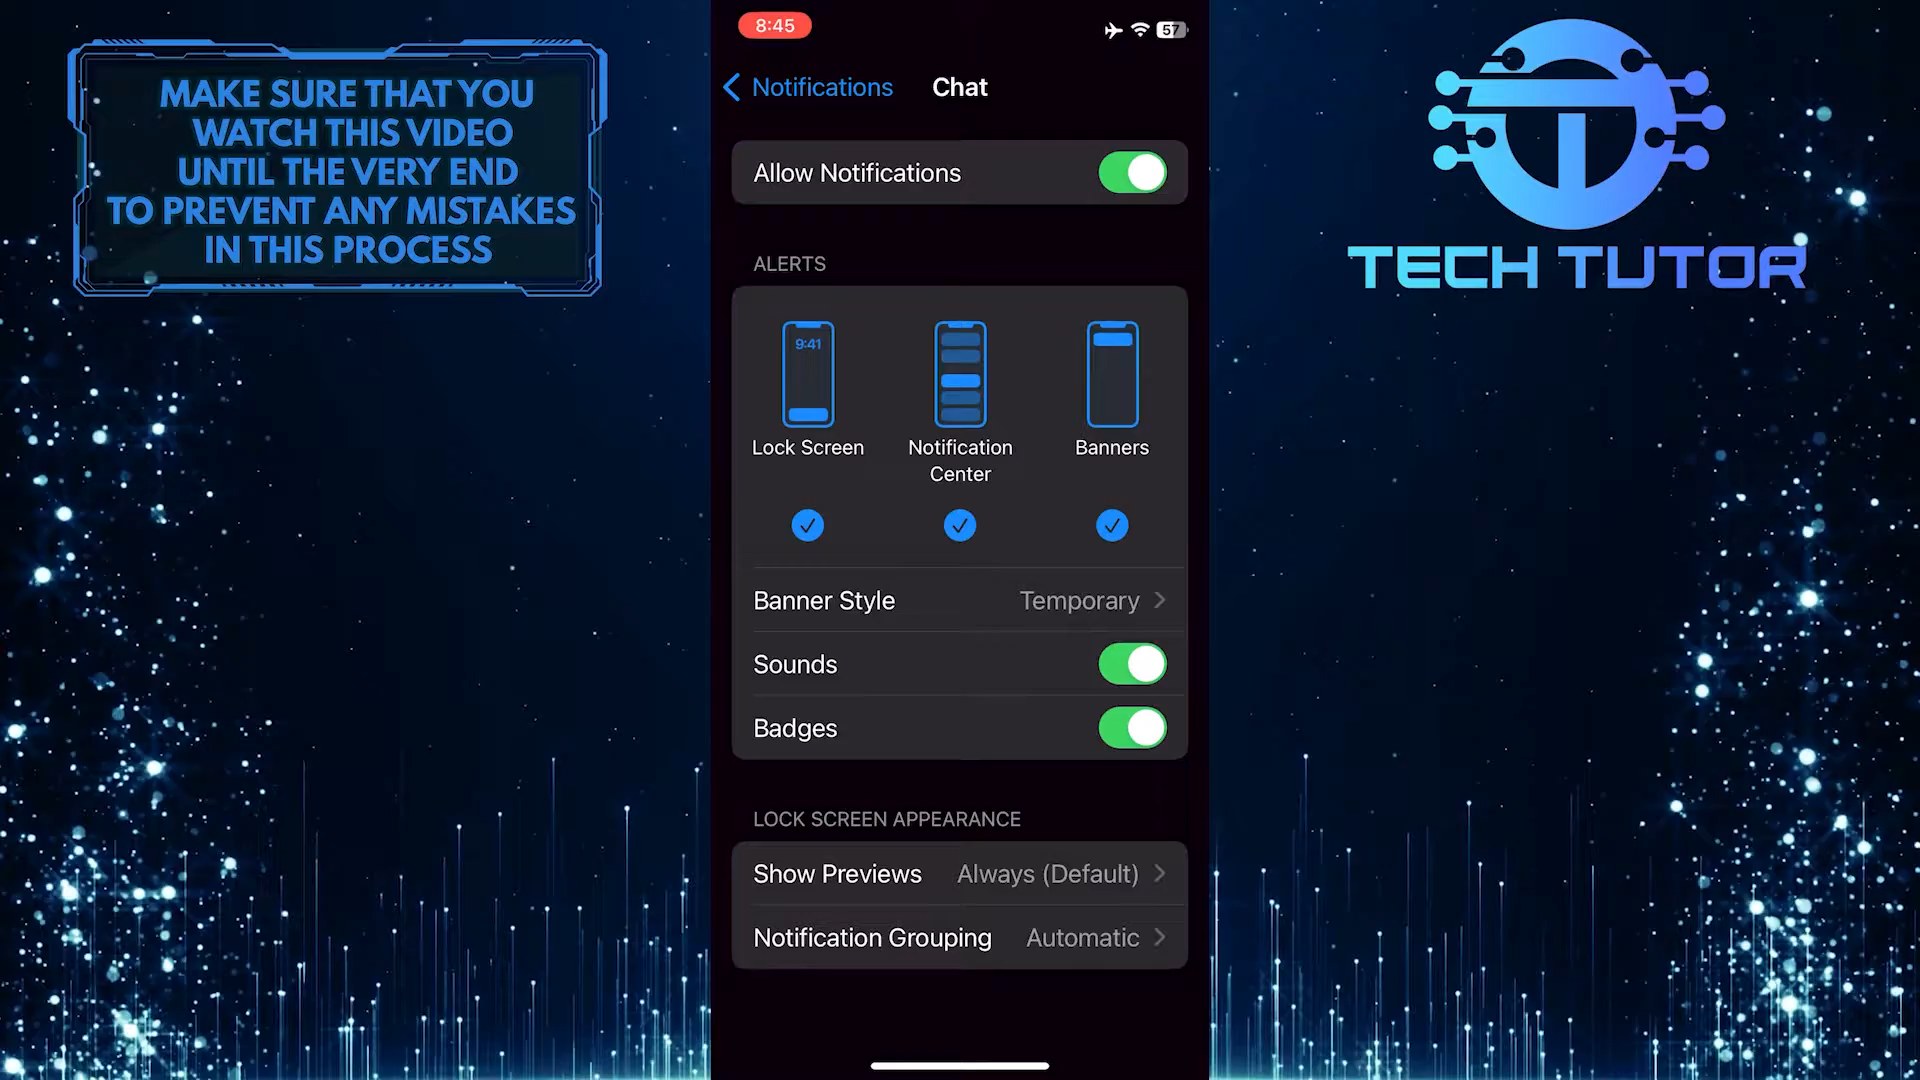 MAKE SURE THAT YOU
WATCH THIS VIDEO
UNTIL THE VERY END
TO PREVENT ANY MISTAKES
IN THIS PROCESS
8:45
57
Notifications
Chat
Allow Notifications
ALERTS
9:41
Lock Screen
Notification
Center
Banners
Banner Style Temporary
Sounds
Badges
LOCK SCREEN APPEARANCE
Show Previews Always (Default)
Notification Grouping Automatic
TECH TUTOR